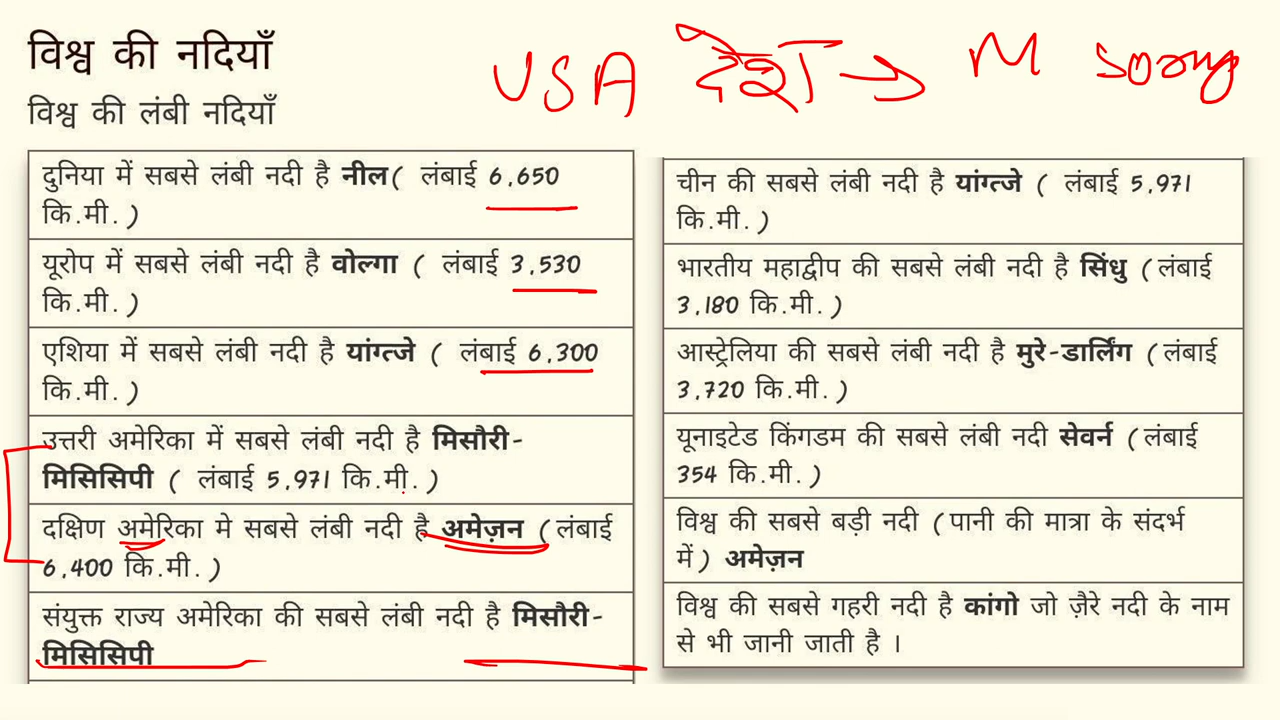 विश्व की नदियाँ
USA देश → M sorry
विश्व की लंबी नदियाँ
दुनिया में सबसे लंबी नदी है नील( लंबाई 6,650
कि.मी.)
यूरोप में सबसे लंबी नदी है वोल्गा ( लंबाई 3,530
कि.मी.)
एशिया में सबसे लंबी नदी है यांग्त्जे ( लंबाई 6,300
कि.मी.)
उत्तरी अमेरिका में सबसे लंबी नदी है मिसौरी-
मिसिसिपी ( लंबाई 5,971 कि.मी.)
दक्षिण अमेरिका मे सबसे लंबी नदी है अमेज़न (लंबाई
6,400 कि.मी.)
संयुक्त राज्य अमेरिका की सबसे लंबी नदी है मिसौरी-
मिसिसिपी
चीन की सबसे लंबी नदी है यांग्त्जे ( लंबाई 5,971
कि.मी.)
भारतीय महाद्वीप की सबसे लंबी नदी है सिंधु (लंबाई
3,180 कि.मी.)
आस्ट्रेलिया की सबसे लंबी नदी है मुरे-डार्लिंग (लंबाई
3,720 कि.मी.)
यूनाइटेड किंगडम की सबसे लंबी नदी सेवर्न (लंबाई
354 कि.मी.)
विश्व की सबसे बड़ी नदी (पानी की मात्रा के संदर्भ
में) अमेज़न
विश्व की सबसे गहरी नदी है कांगो जो ज़ैरे नदी के नाम
से भी जानी जाती है ।